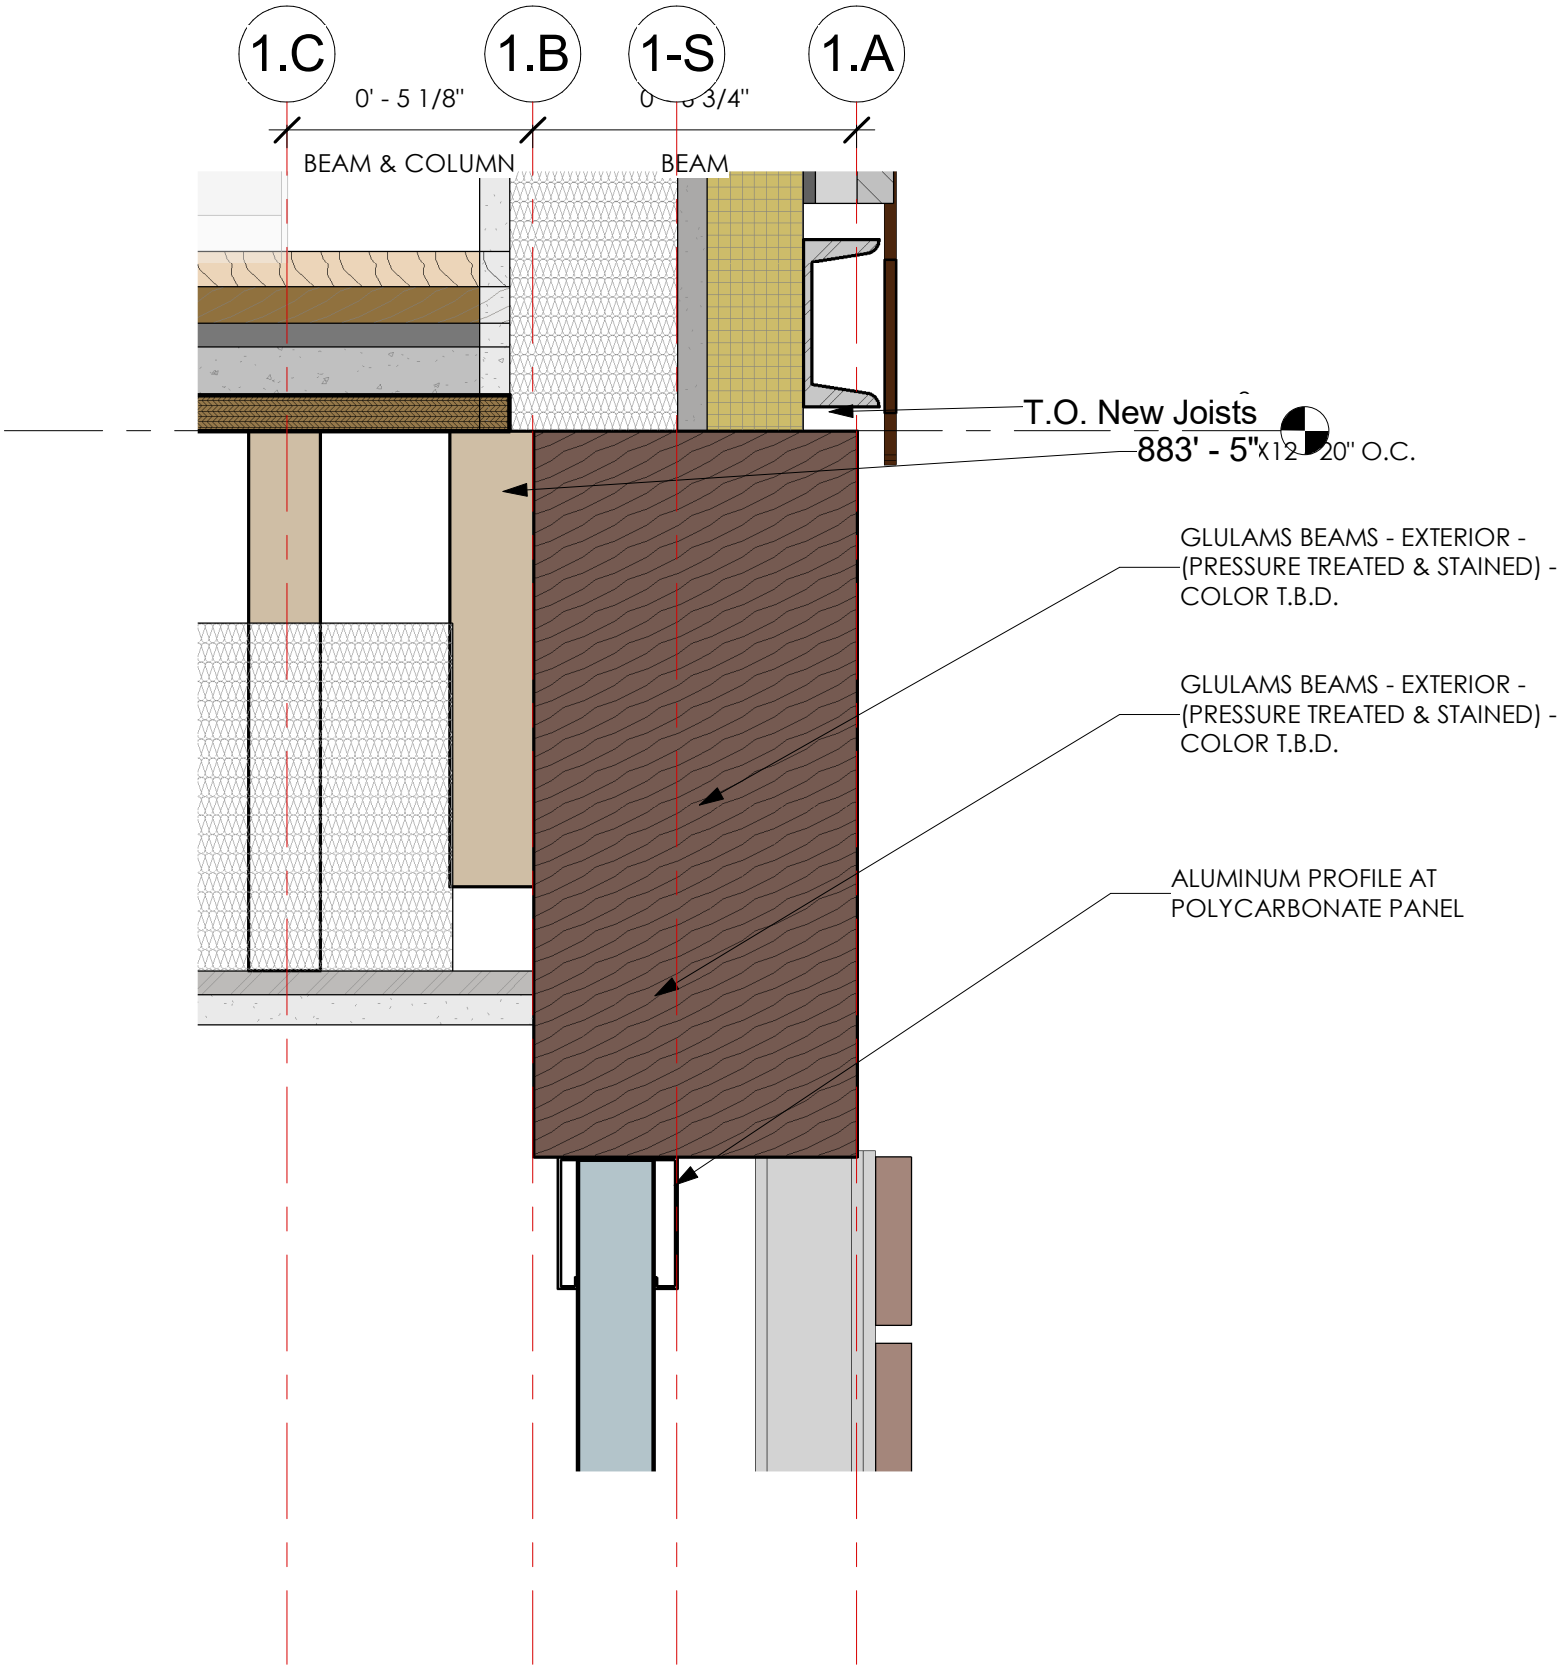 1.C
1.B
1-S
1.A
0' - 5 1/8"
3/4"
BEAM & COLUMN
BEAM
T.O. New Joists
883' - 5"
X12
20" O.C.
GLULAMS BEAMS - EXTERIOR -
(PRESSURE TREATED & STAINED) -
COLOR T.B.D.
GLULAMS BEAMS - EXTERIOR -
(PRESSURE TREATED & STAINED) -
COLOR T.B.D.
ALUMINUM PROFILE AT
POLYCARBONATE PANEL